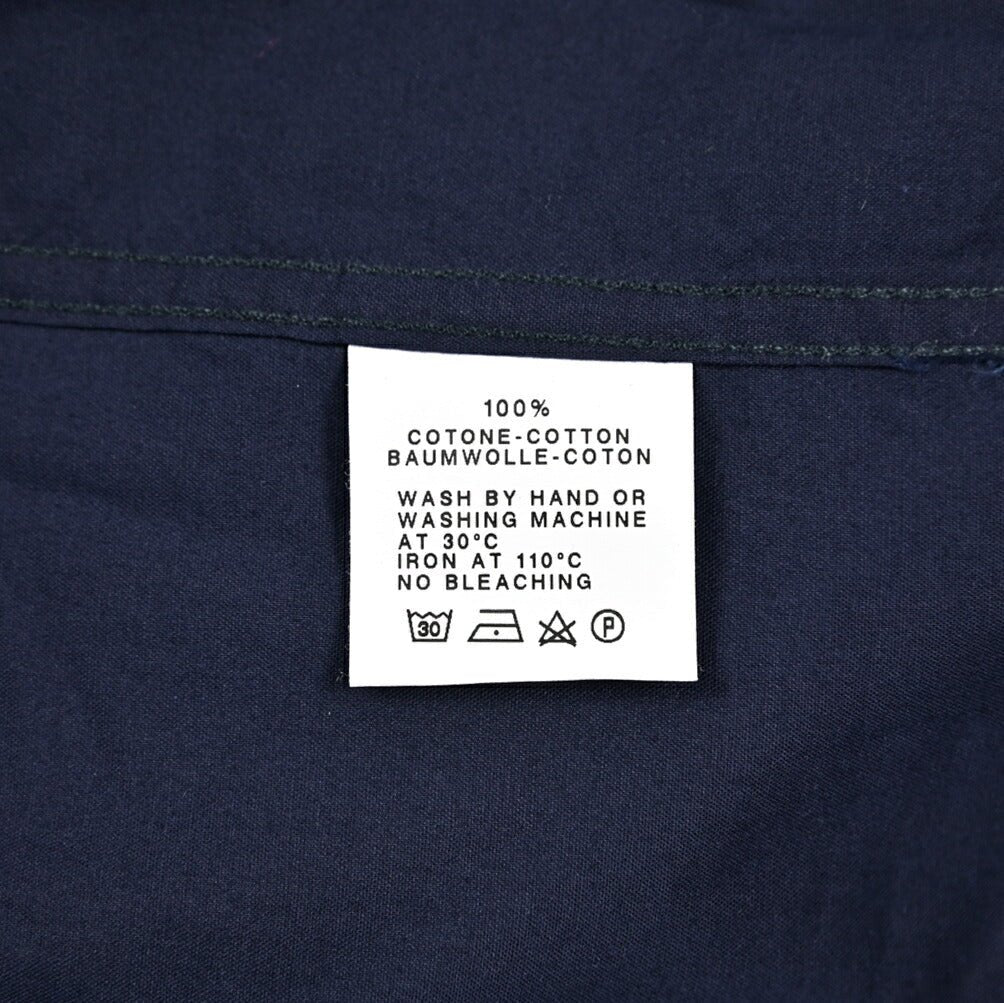 100%
COTONE-COTTON
BAUMWOLLE-COTON
WASH BY HAND OR
WASHING MACHINE
AT 30°C
IRON AT 110°C
NO BLEACHING
30 P